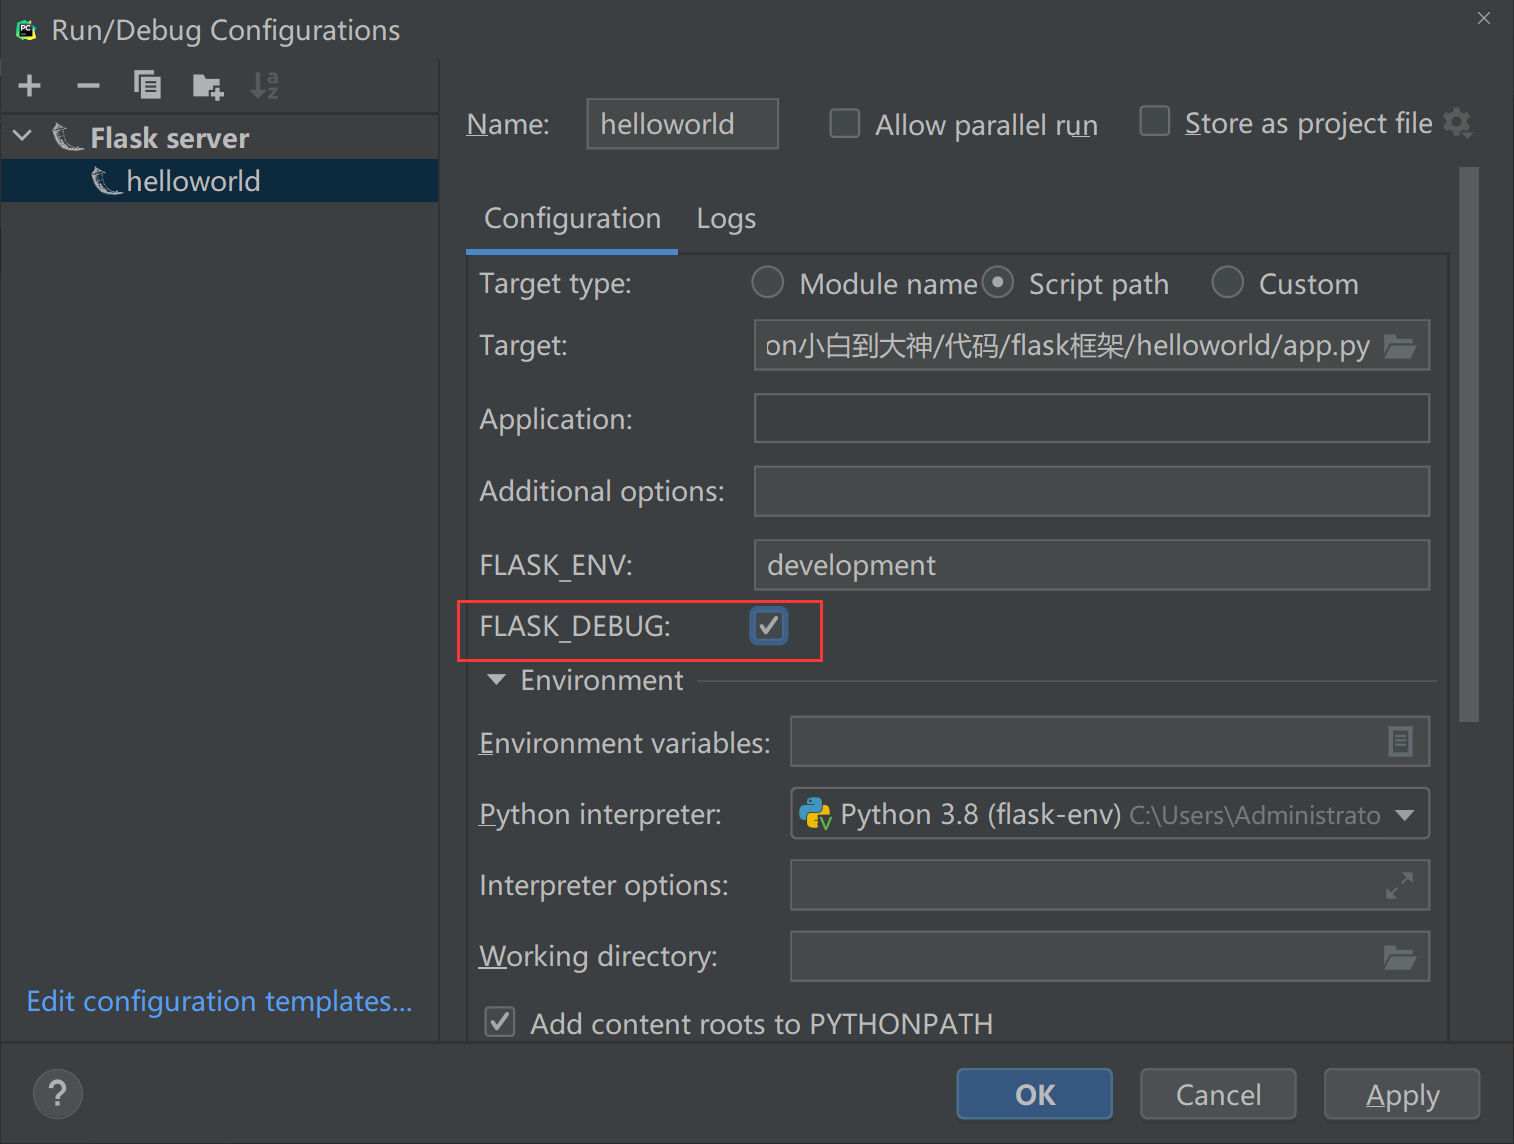 Run/Debug Configurations
Flask server
helloworld
Edit configuration templates...
Name: helloworld Allow parallel run Store as project file
Configuration Logs
Target type: Module name Script path Custom
Target: on小白到大神/代码/flask框架/helloworld/app.py
Application:
Additional options:
FLASK_ENV: development
FLASK_DEBUG:
Environment
Environment variables:
Python interpreter: Python 3.8 (flask-env) C:\Users\Administrato
Interpreter options:
Working directory:
Add content roots to PYTHONPATH
? OK Cancel Apply